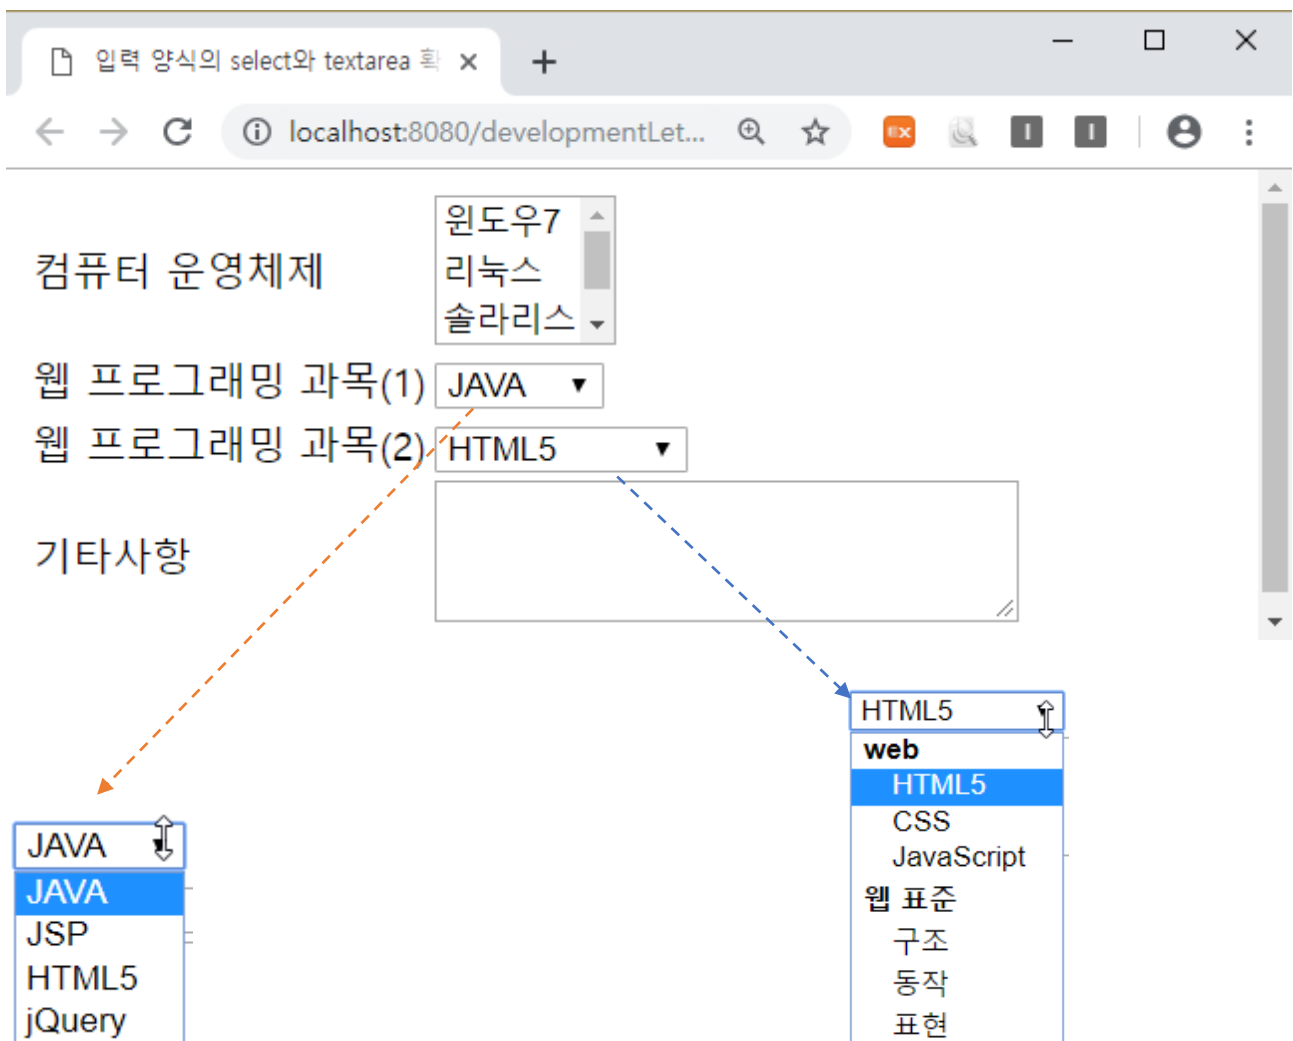 입력 양식의 select와 textarea 확
localhost:8080/developmentLet...
컴퓨터 운영체제
윈도우7
리눅스
솔라리스
웹 프로그래밍 과목(1) JAVA
웹 프로그래밍 과목(2) HTML5
기타사항
HTML5
web
HTML5
CSS
JavaScript
웹 표준
구조
동작
표현
JAVA
JAVA
JSP
HTML5
jQuery